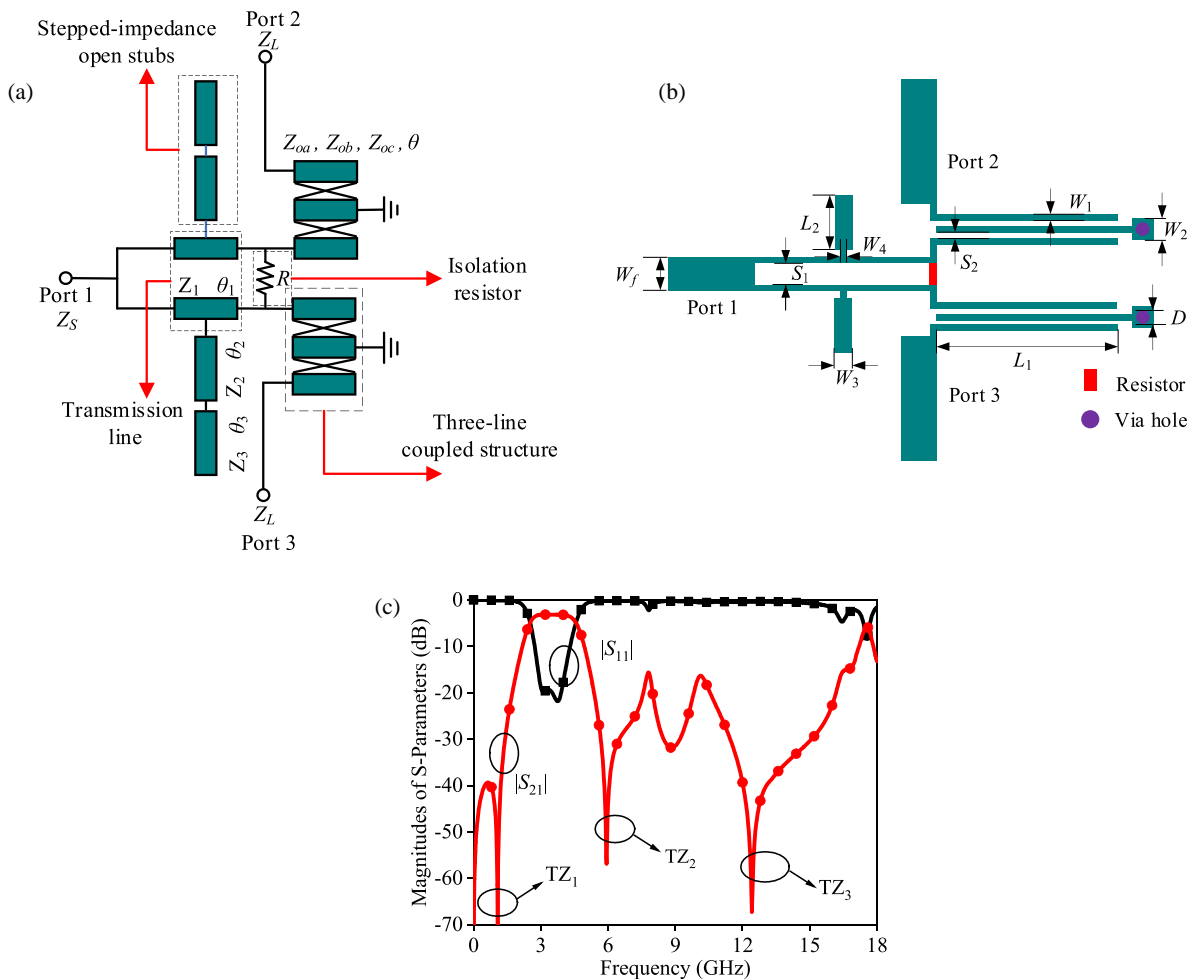 (a)
Stepped-impedance
open stubs
Port 2
Z_L
Z_oa, Z_ob, Z_oc, θ
Port 1
Z_S
Z_1 θ_1
R
Isolation
resistor
Z_2 θ_2
Z_3 θ_3
Transmission
line
Three-line
coupled structure
Z_L
Port 3
(b)
Port 2
W_1
W_2
L_2
W_4
S_1
S_2
W_f
Port 1
W_3
D
L_1
Port 3
Resistor
Via hole
(c)
Magnitudes of S-Parameters (dB)
0
-10
-20
-30
-40
-50
-60
-70
|S_11|
|S_21|
TZ_1
TZ_2
TZ_3
0 3 6 9 12 15 18
Frequency (GHz)